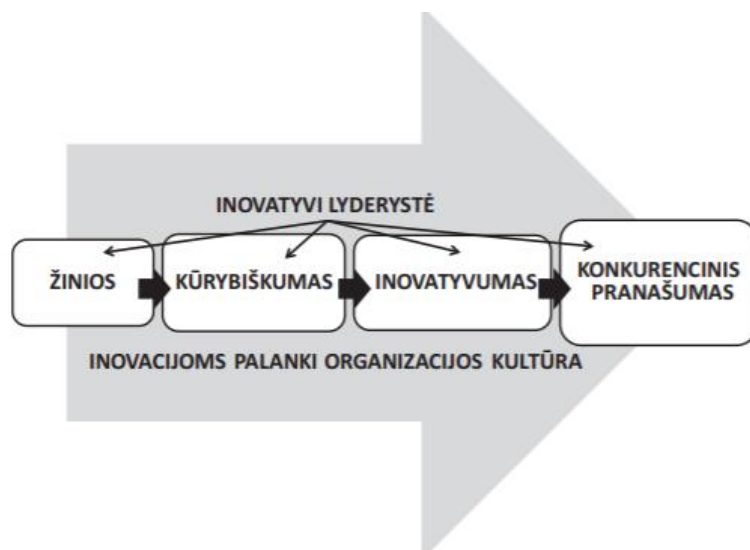 INOVATYVI LYDERYSTĖ
ŽINIOS
KŪRYBIŠKUMAS
INOVATYVUMAS
KONKURENCINIS
PRANAŠUMAS
INOVACIJOMS PALANKI ORGANIZACIJOS KULTŪRA